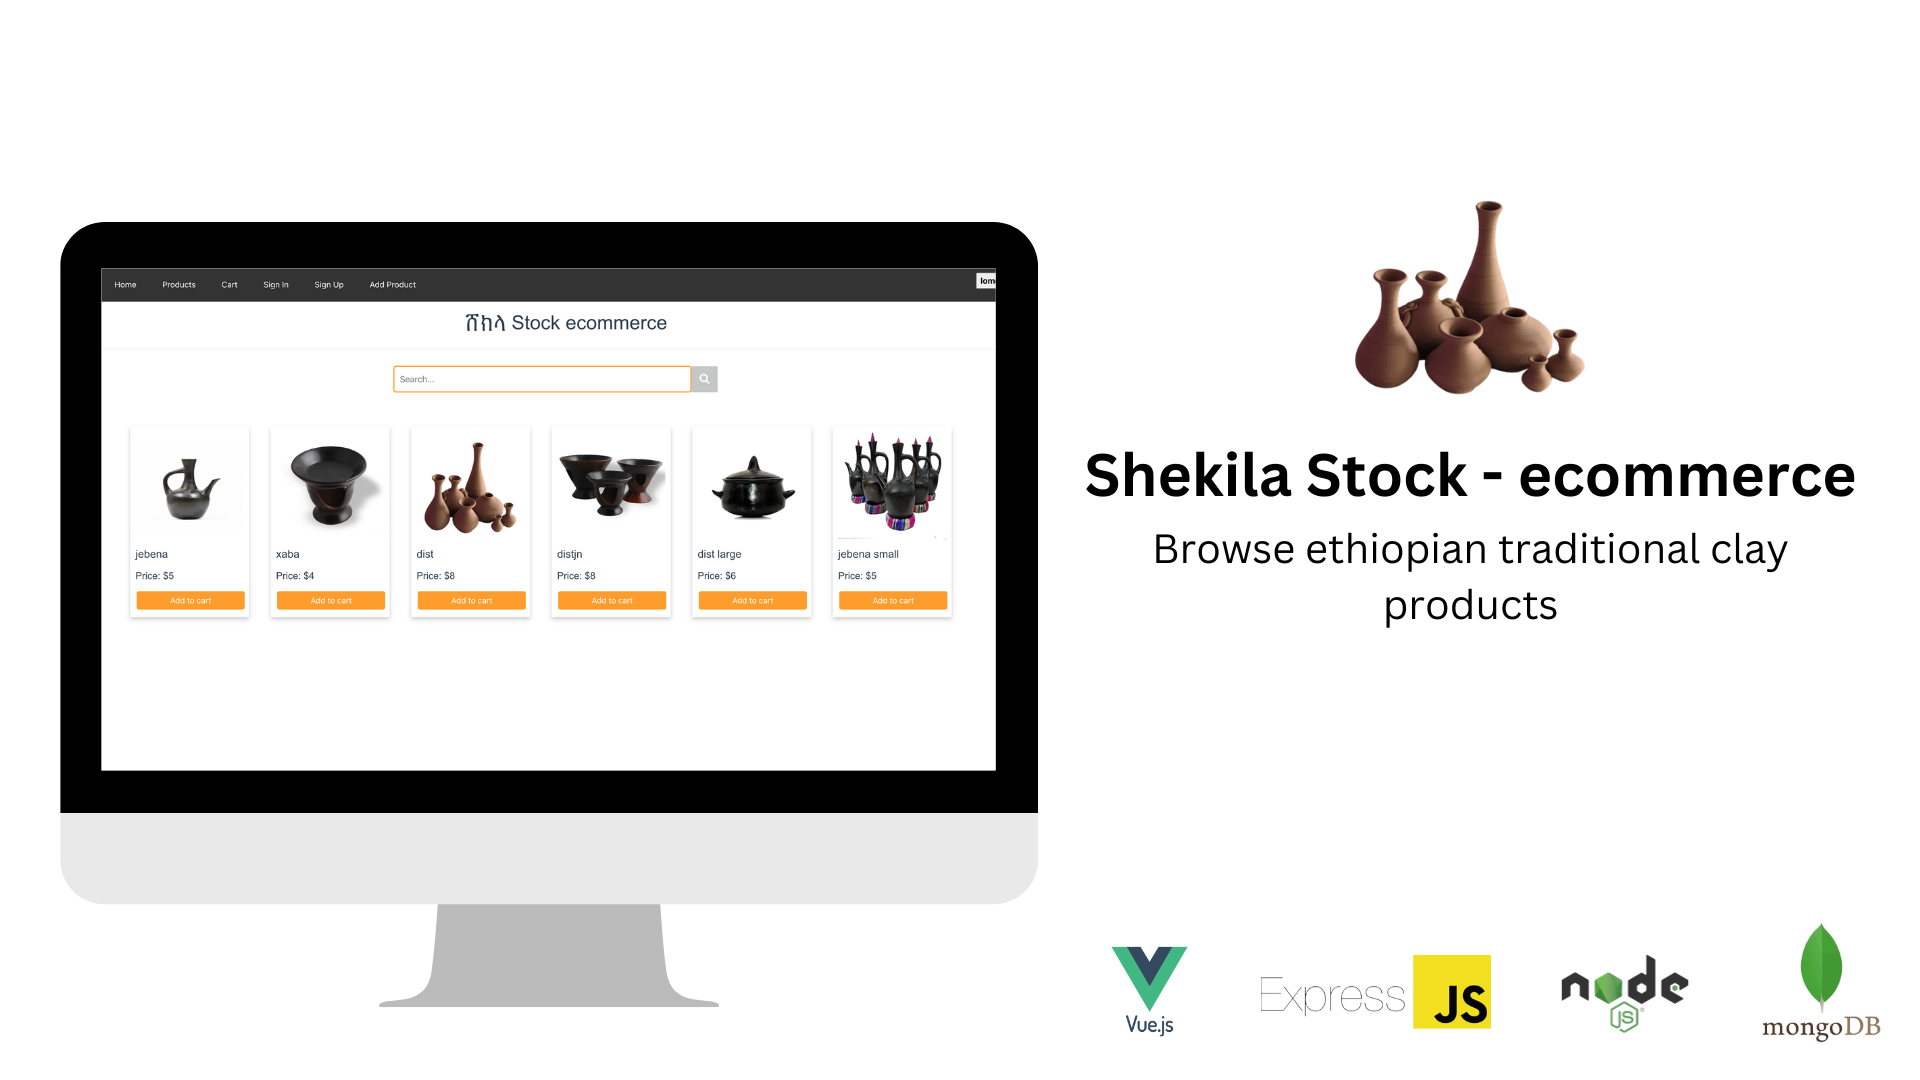 Home Products Cart Sign In Sign Up Add Product
ሸክላ Stock ecommerce
Search...
jebena xaba dist distjn dist large jebena small
Price: $5 Price: $4 Price: $8 Price: $8 Price: $6 Price: $5
Add to cart Add to cart Add to cart Add to cart Add to cart Add to cart
Shekila Stock - ecommerce
Browse ethiopian traditional clay
products
Vue.js
Express JS
node
JS
mongoDB